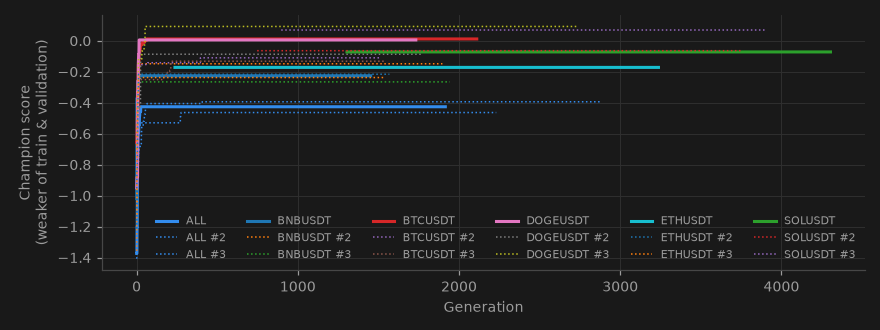 Champion score
(weaker of train & validation)
0.0
−0.2
−0.4
−0.6
−0.8
−1.0
−1.2
−1.4
ALL BNBUSDT BTCUSDT DOGEUSDT ETHUSDT SOLUSDT
ALL #2 BNBUSDT #2 BTCUSDT #2 DOGEUSDT #2 ETHUSDT #2 SOLUSDT #2
ALL #3 BNBUSDT #3 BTCUSDT #3 DOGEUSDT #3 ETHUSDT #3 SOLUSDT #3
0 1000 2000 3000 4000
Generation